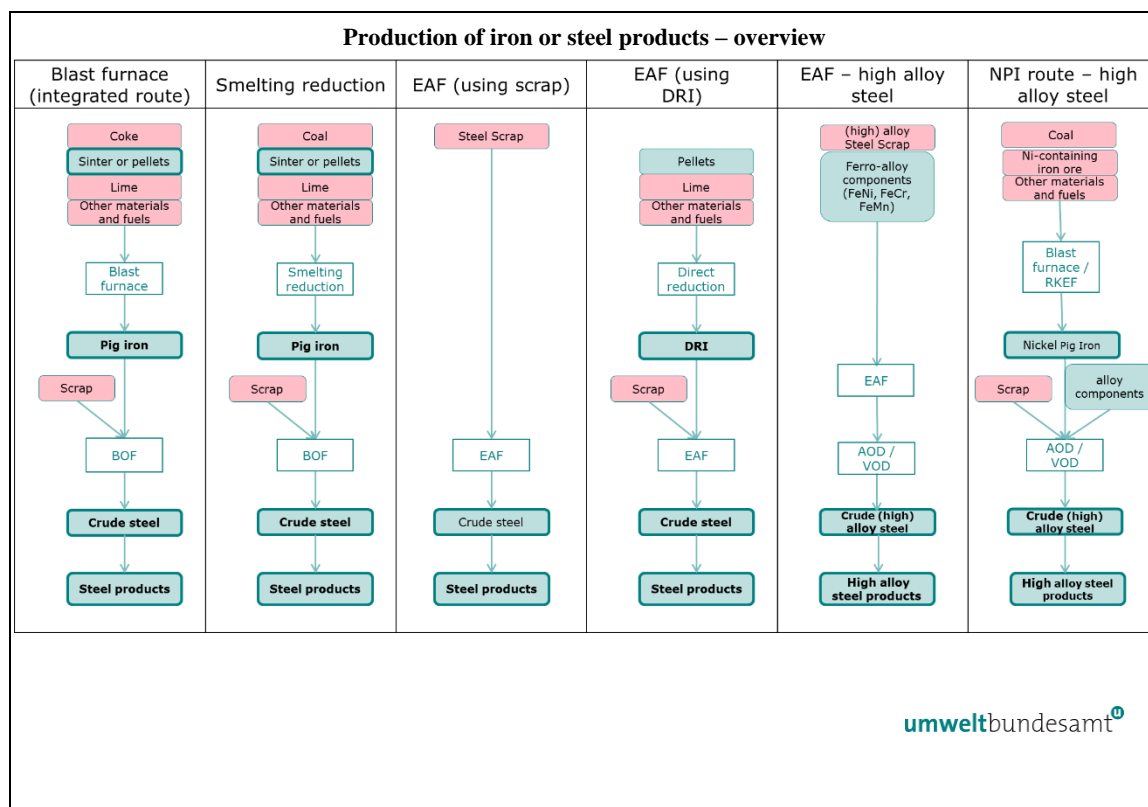 Production of iron or steel products – overview
Blast furnace
(integrated route)
Coke
Sinter or pellets
Lime
Other materials
and fuels
Blast
furnace
Pig iron
Scrap
BOF
Crude steel
Steel products
Smelting reduction
Coal
Sinter or pellets
Lime
Other materials
and fuels
Smelting
reduction
Pig iron
Scrap
BOF
Crude steel
Steel products
EAF (using scrap)
Steel Scrap
EAF
Crude steel
Steel products
EAF (using
DRI)
Pellets
Lime
Other materials
and fuels
Direct
reduction
DRI
Scrap
EAF
Crude steel
Steel products
EAF – high alloy
steel
(high) alloy
Steel Scrap
Ferro-alloy
components
(FeNi, FeCr,
FeMn)
EAF
AOD /
VOD
Crude (high)
alloy steel
High alloy
steel products
NPI route – high
alloy steel
Coal
Ni-containing
iron ore
Other materials
and fuels
Blast
furnace /
RKEF
Nickel Pig Iron
Scrap
alloy
components
AOD /
VOD
Crude (high)
alloy steel
High alloy steel
products
umweltbundesamt u